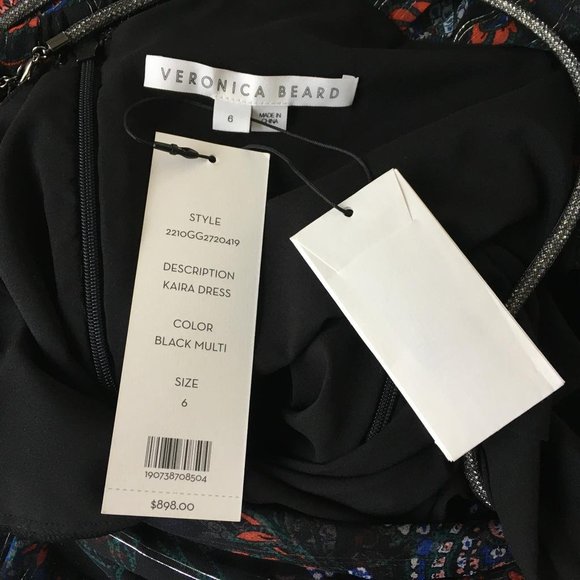 VERONICA BEARD
6
MADE IN
CHINA
STYLE
2210GG2720419
DESCRIPTION
KAIRA DRESS
COLOR
BLACK MULTI
SIZE
6
190738708504
$898.00